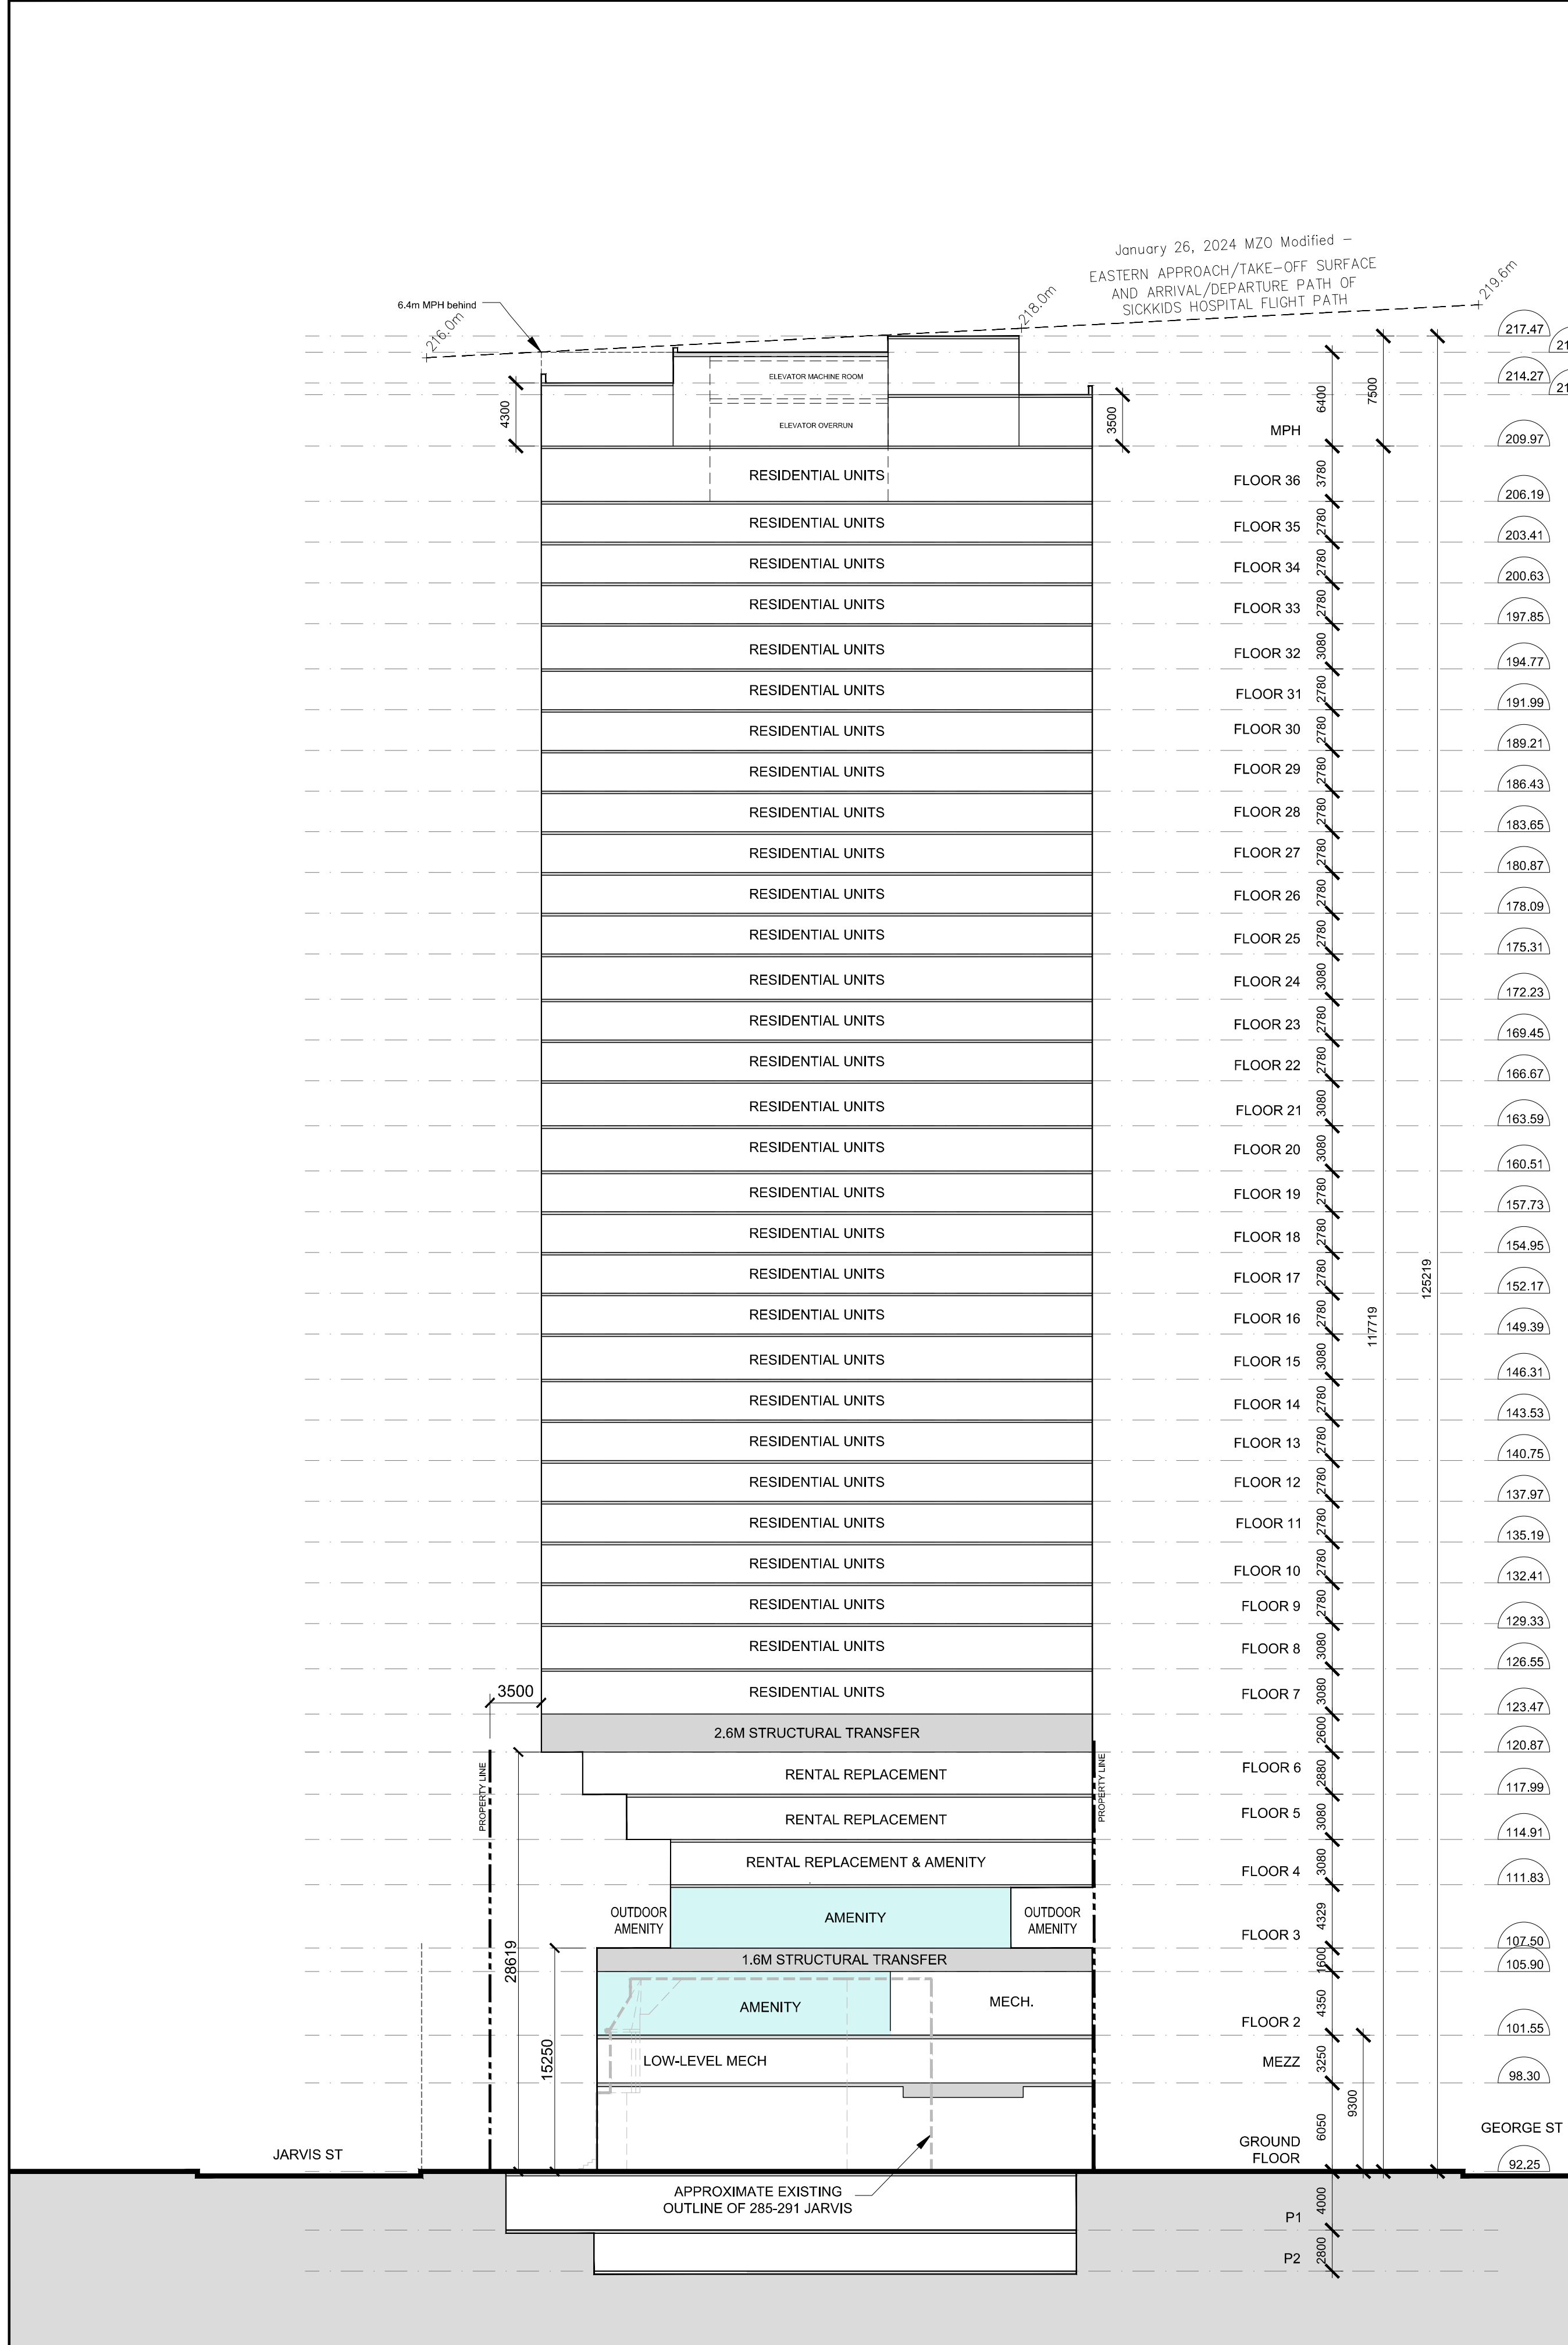 January 26, 2024 MZO Modified –
EASTERN APPROACH/TAKE-OFF SURFACE
AND ARRIVAL/DEPARTURE PATH OF
SICKKIDS HOSPITAL FLIGHT PATH
219.6m
218.0m
216.0m
6.4m MPH behind
217.47
ELEVATOR MACHINE ROOM
214.27
6400
7500
4300
3500
ELEVATOR OVERRUN
MPH
209.97
RESIDENTIAL UNITS
FLOOR 36
3780
206.19
RESIDENTIAL UNITS
FLOOR 35
2780
203.41
RESIDENTIAL UNITS
FLOOR 34
2780
200.63
RESIDENTIAL UNITS
FLOOR 33
2780
197.85
RESIDENTIAL UNITS
FLOOR 32
3080
194.77
RESIDENTIAL UNITS
FLOOR 31
2780
191.99
RESIDENTIAL UNITS
FLOOR 30
2780
189.21
RESIDENTIAL UNITS
FLOOR 29
2780
186.43
RESIDENTIAL UNITS
FLOOR 28
2780
183.65
RESIDENTIAL UNITS
FLOOR 27
2780
180.87
RESIDENTIAL UNITS
FLOOR 26
2780
178.09
RESIDENTIAL UNITS
FLOOR 25
2780
175.31
RESIDENTIAL UNITS
FLOOR 24
3080
172.23
RESIDENTIAL UNITS
FLOOR 23
2780
169.45
RESIDENTIAL UNITS
FLOOR 22
2780
166.67
RESIDENTIAL UNITS
FLOOR 21
3080
163.59
RESIDENTIAL UNITS
FLOOR 20
3080
160.51
RESIDENTIAL UNITS
FLOOR 19
2780
157.73
RESIDENTIAL UNITS
FLOOR 18
2780
154.95
RESIDENTIAL UNITS
FLOOR 17
2780
152.17
125219
RESIDENTIAL UNITS
FLOOR 16
2780
149.39
117719
RESIDENTIAL UNITS
FLOOR 15
3080
146.31
RESIDENTIAL UNITS
FLOOR 14
2780
143.53
RESIDENTIAL UNITS
FLOOR 13
2780
140.75
RESIDENTIAL UNITS
FLOOR 12
2780
137.97
RESIDENTIAL UNITS
FLOOR 11
2780
135.19
RESIDENTIAL UNITS
FLOOR 10
2780
132.41
RESIDENTIAL UNITS
FLOOR 9
2780
129.33
RESIDENTIAL UNITS
FLOOR 8
3080
126.55
3500
RESIDENTIAL UNITS
FLOOR 7
3080
123.47
2.6M STRUCTURAL TRANSFER
2600
120.87
PROPERTY LINE
RENTAL REPLACEMENT
PROPERTY LINE
FLOOR 6
2880
117.99
RENTAL REPLACEMENT
FLOOR 5
3080
114.91
RENTAL REPLACEMENT & AMENITY
FLOOR 4
3080
111.83
OUTDOOR
AMENITY
AMENITY
OUTDOOR
AMENITY
FLOOR 3
4329
107.50
28619
1.6M STRUCTURAL TRANSFER
1600
105.90
AMENITY
MECH.
FLOOR 2
4350
101.55
15250
LOW-LEVEL MECH
MEZZ
3250
98.30
9300
6050
JARVIS ST
GROUND
FLOOR
GEORGE ST
92.25
APPROXIMATE EXISTING
OUTLINE OF 285-291 JARVIS
P1
4000
P2
2800